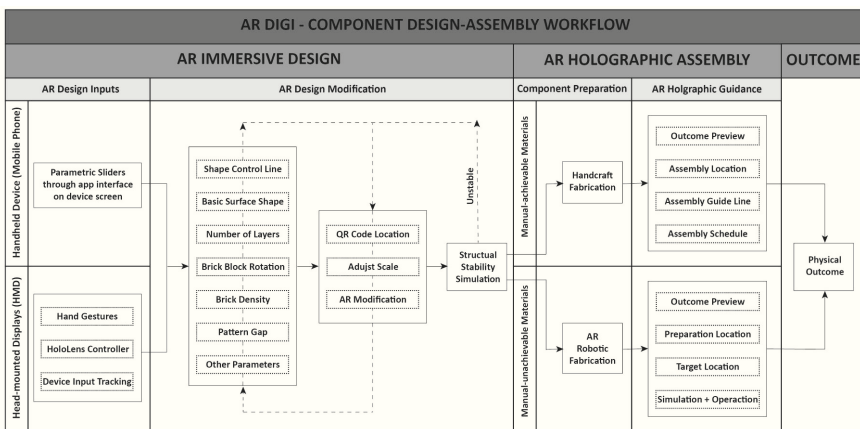 AR DIGI - COMPONENT DESIGN-ASSEMBLY WORKFLOW
AR IMMERSIVE DESIGN
AR HOLOGRAPHIC ASSEMBLY
OUTCOME
AR Design Inputs
AR Design Modification
Component Preparation
AR Holgraphic Guidance
Handheld Device (Mobile Phone)
Parametric Sliders
through app interface
on device screen
Head-mounted Displays (HMD)
Hand Gestures
HoloLens Controller
Device Input Tracking
Shape Control Line
Basic Surface Shape
Number of Layers
Brick Block Rotation
Brick Density
Pattern Gap
Other Parameters
QR Code Location
Adujst Scale
AR Modification
Unstable
Structual
Stability
Simulation
Manual-achievable Materials
Handcraft
Fabrication
Outcome Preview
Assembly Location
Assembly Guide Line
Assembly Schedule
Manual-unachievable Materials
AR
Robotic
Fabrication
Outcome Preview
Preparation Location
Target Location
Simulation + Operaction
Physical
Outcome